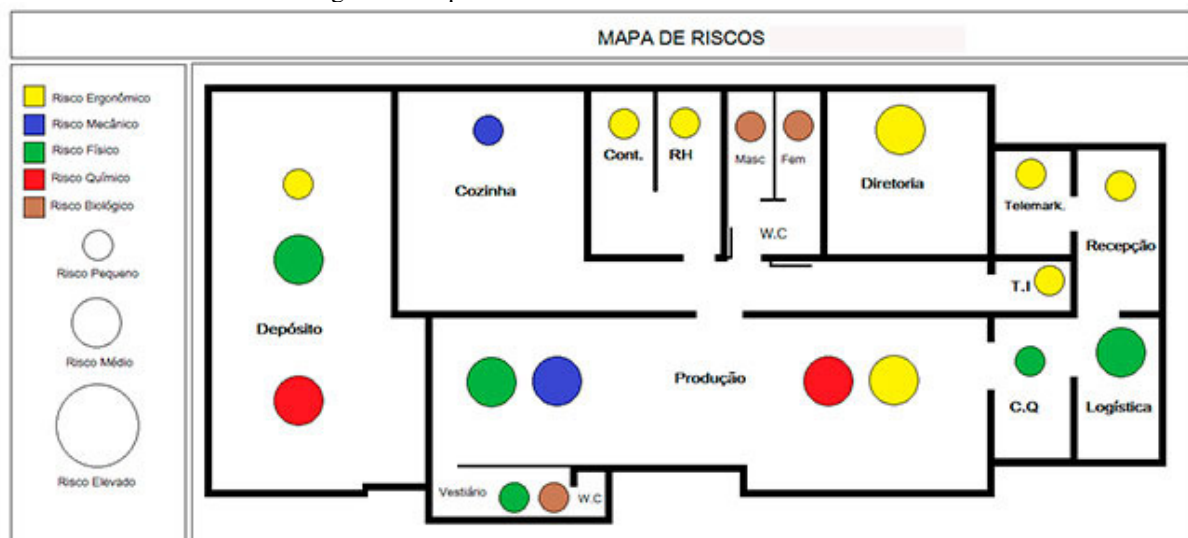 MAPA DE RISCOS
Risco Ergonômico
Risco Mecânico
Risco Físico
Risco Químico
Risco Biológico
Risco Pequeno
Risco Médio
Risco Elevado
Depósito
Cozinha
Cont.
RH
Masc
Fem
W.C
Diretoria
Telemark.
Recepção
T.I
Produção
C.Q
Logística
Vestiário
W.C